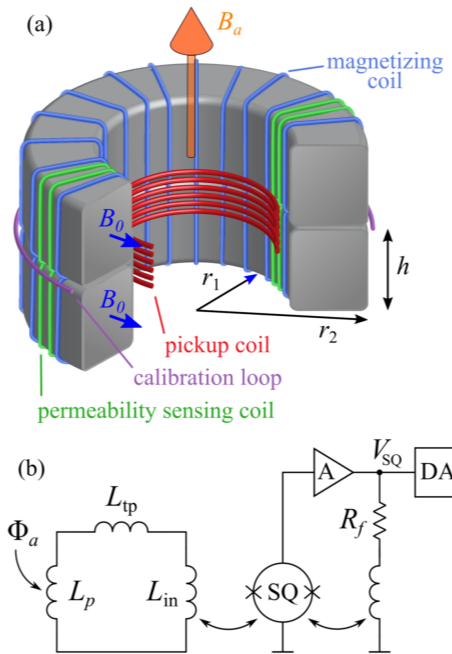 (a)
B_a
magnetizing
coil
B_0
B_0
r_1
h
r_2
pickup coil
calibration loop
permeability sensing coil
(b)
V_SQ
A
DA
L_tp
Φ_a
R_f
L_p
L_in
SQ